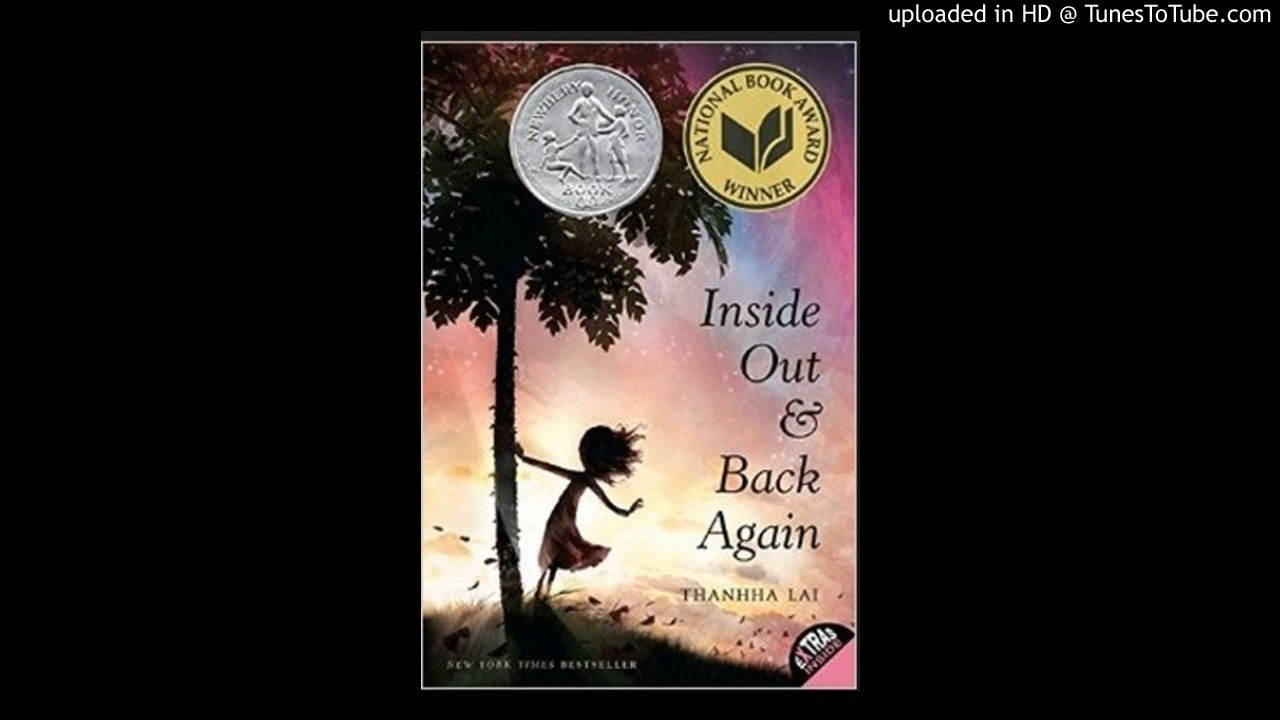 uploaded in HD @ TunesToTube.com
NEWBERY HONOR
BOOK
NATIONAL BOOK AWARD
WINNER
Inside
Out
&
Back
Again
THANHHA LAI
NEW YORK TIMES BESTSELLER
EXTRAS
INSIDE